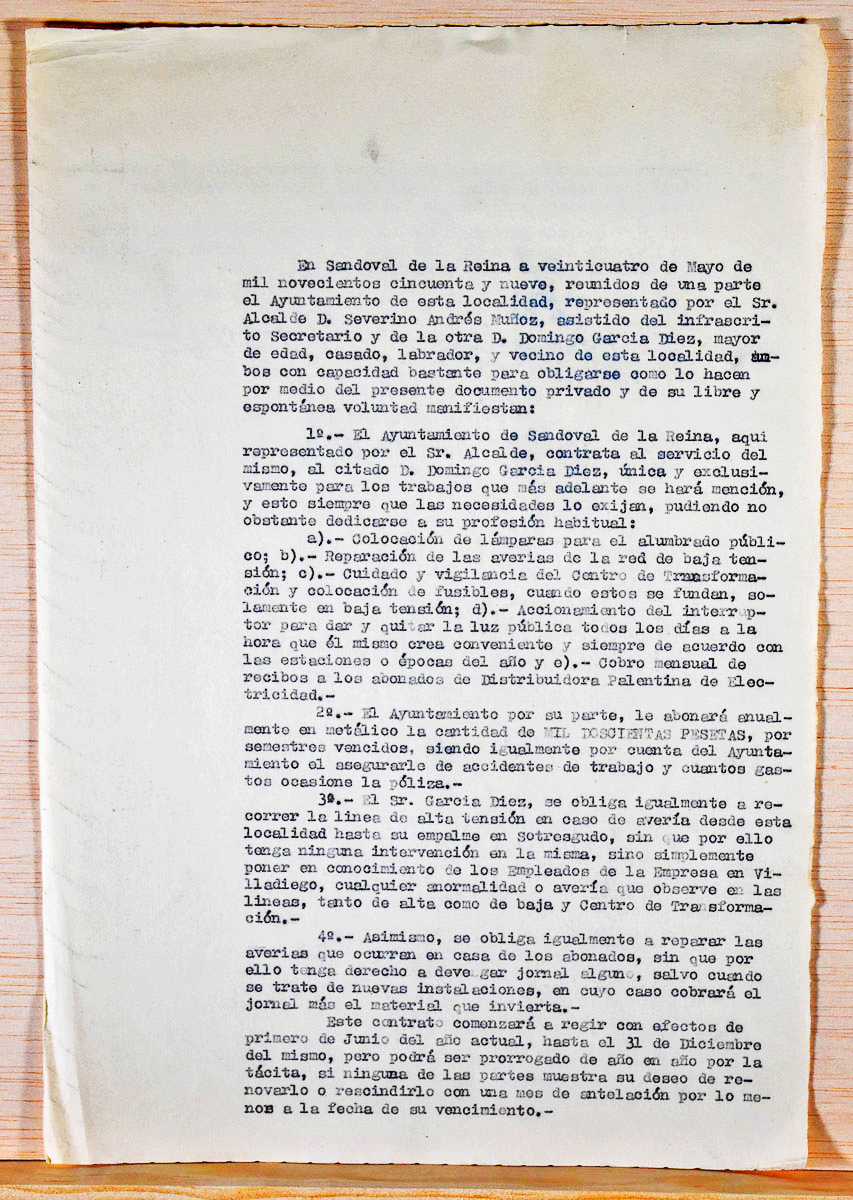 En Sandoval de la Reina a veinticuatro de Mayo de
mil novecientos cincuenta y nueve, reunidos de una parte
el Ayuntamiento de esta localidad, representado por el Sr.
Alcalde D. Severino Andrés Muñoz, asistido del infrascri-
to Secretario y de la otra D. Domingo Garcia Diez, mayor
de edad, casado, labrador, y vecino de esta localidad, ám-
bos con capacidad bastante para obligarse como lo hacen
por medio del presente documento privado y de su libre y
espontánea voluntad manifiestan:
1º.- El Ayuntamiento de Sandoval de la Reina, aqui
representado por el Sr. Alcalde, contrata al servicio del
mismo, al citado D. Domingo Garcia Diez, única y exclusi-
vamente para los trabajos que más adelante se hará mención,
y esto siempre que las necesidades lo exijan, pudiendo no
obstante dedicarse a su profesión habitual:
a).- Colocación de lámparas para el alumbrado públi-
co; b).- Reparación de las averias de la red de baja ten-
sión; c).- Cuidado y vigilancia del Centro de Transforma-
ción y colocación de fusibles, cuando estos se fundan, so-
lamente en baja tensión; d).- Accionamiento del interrup-
tor para dar y quitar la luz pública todos los días a la
hora que él mismo crea conveniente y siempre de acuerdo con
las estaciones o épocas del año y e).- Cobro mensual de
recibos a los abonados de Distribuidora Palentina de Elec-
tricidad.-
2º.- El Ayuntamiento por su parte, le abonará anual-
mente en metálico la cantidad de MIL DOSCIENTAS PESETAS, por
semestres vencidos, siendo igualmente por cuenta del Ayunta-
miento el asegurarle de accidentes de trabajo y cuantos gas-
tos ocasione la póliza.-
3º.- El Sr. Garcia Diez, se obliga igualmente a re-
correr la linea de alta tensión en caso de avería desde esta
localidad hasta su empalme en Sotresgudo, sin que por ello
tenga ninguna intervención en la misma, sino simplemente
poner en conocimiento de los Empleados de la Empresa en Vi-
lladiego, cualquier anormalidad o avería que observe en las
lineas, tanto de alta como de baja y Centro de Transforma-
ción.-
4º.- Asimismo, se obliga igualmente a reparar las
averias que ocurran en casa de los abonados, sin que por
ello tenga derecho a devengar jornal alguno, salvo cuando
se trate de nuevas instalaciones, en cuyo caso cobrará el
jornal más el material que invierta.-
Este contrato comenzará a regir con efectos de
primero de Junio del año actual, hasta el 31 de Diciembre
del mismo, pero podrá ser prorrogado de año en año por la
tácita, si ninguna de las partes muestra su deseo de re-
novarlo o rescindirlo con una mes de antelación por lo me-
nos a la fecha de su vencimiento.-